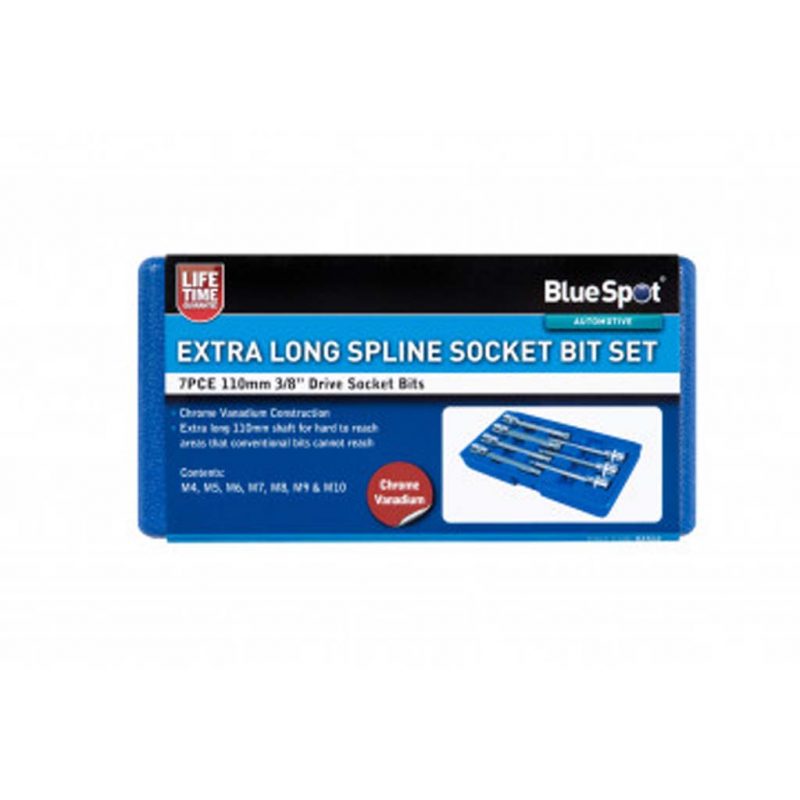 LIFE
TIME
GUARANTEE
BlueSpot®
AUTOMOTIVE
EXTRA LONG SPLINE SOCKET BIT SET
7PCE 110mm 3/8" Drive Socket Bits
· Chrome Vanadium Construction
· Extra long 110mm shaft for hard to reach
areas that conventional bits cannot reach
Contents:
M4, M5, M6, M7, M8, M9 & M10
Chrome
Vanadium